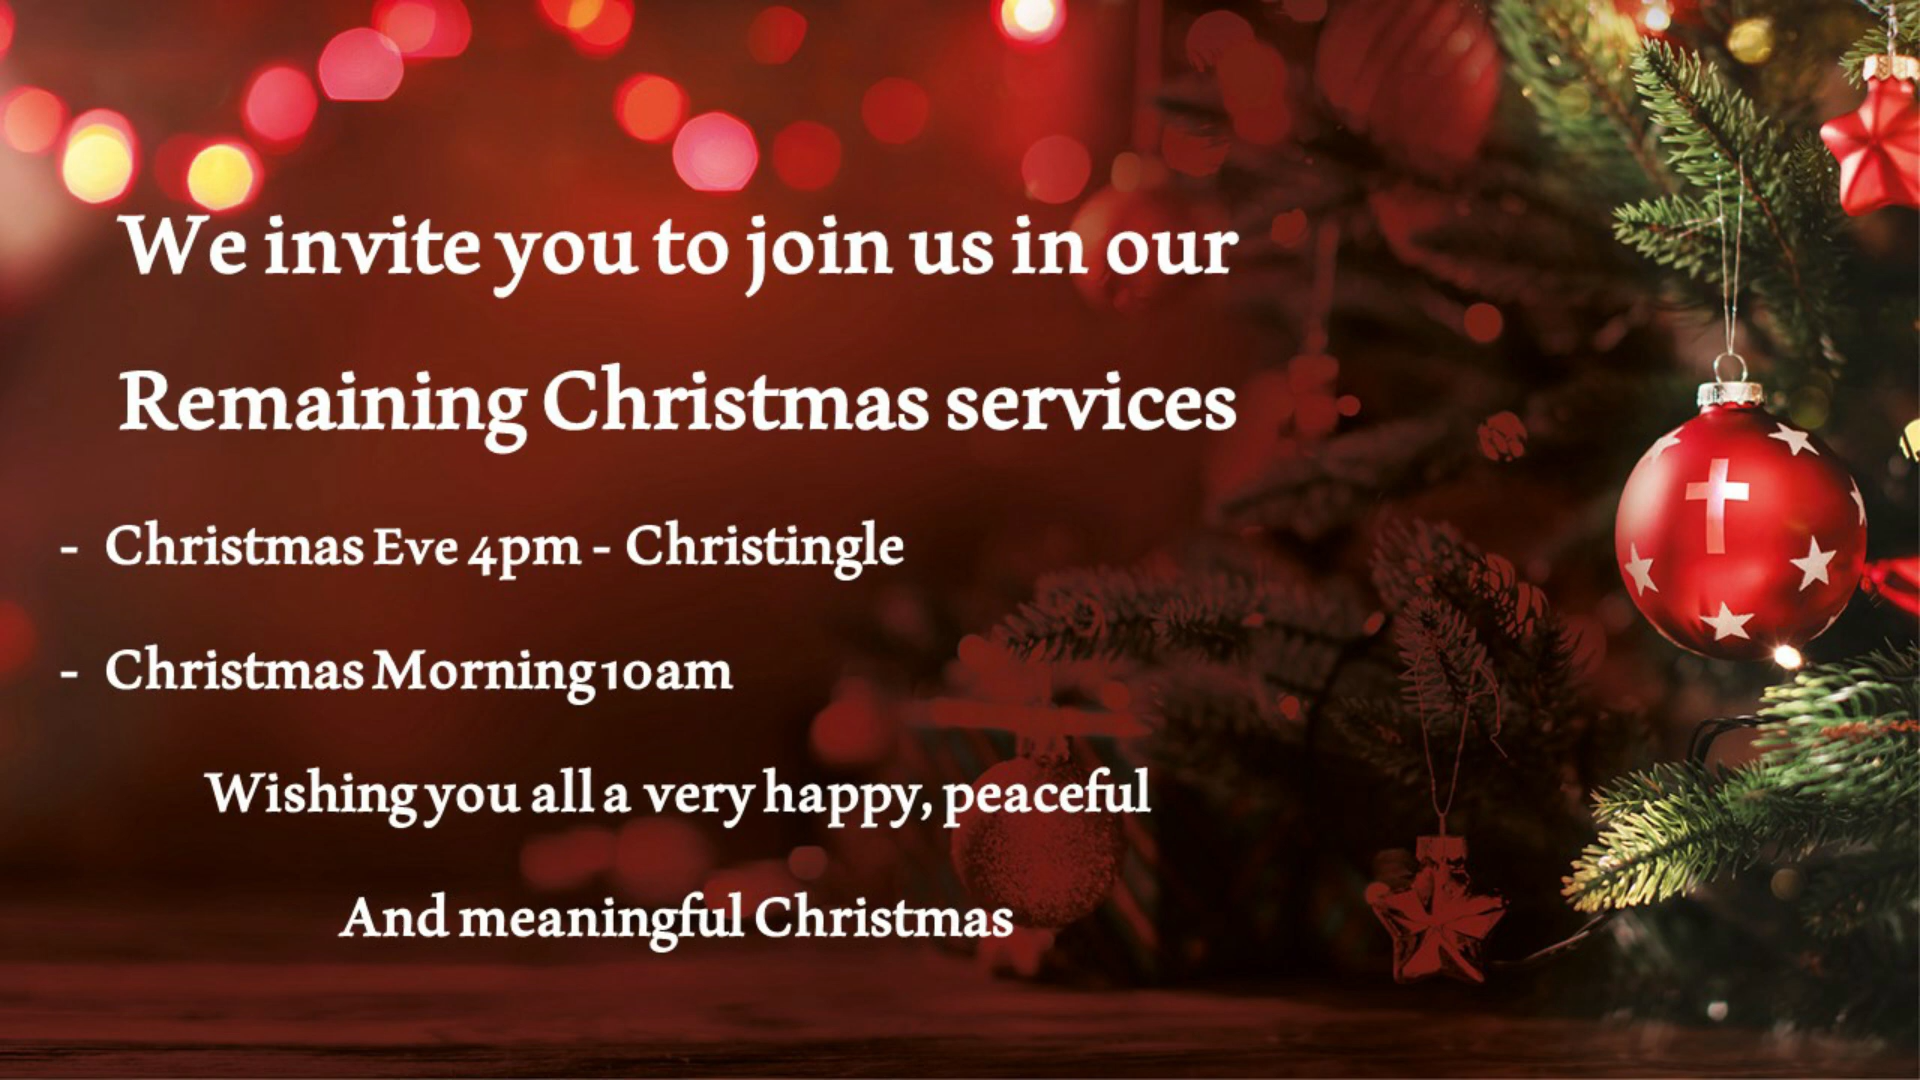 We invite you to join us in our
Remaining Christmas services
- Christmas Eve 4pm - Christingle
- Christmas Morning 10am
Wishing you all a very happy, peaceful
And meaningful Christmas